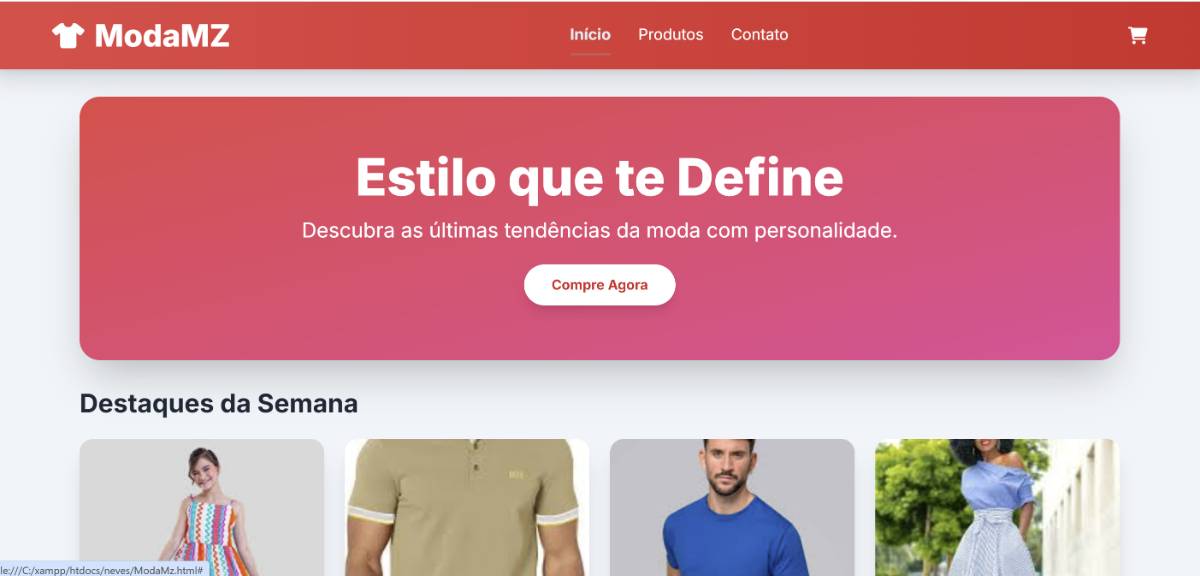 ModaMZ
Início
Produtos
Contato
Estilo que te Define
Descubra as últimas tendências da moda com personalidade.
Compre Agora
Destaques da Semana
le:///C:/xampp/htdocs/neves/ModaMz.html#